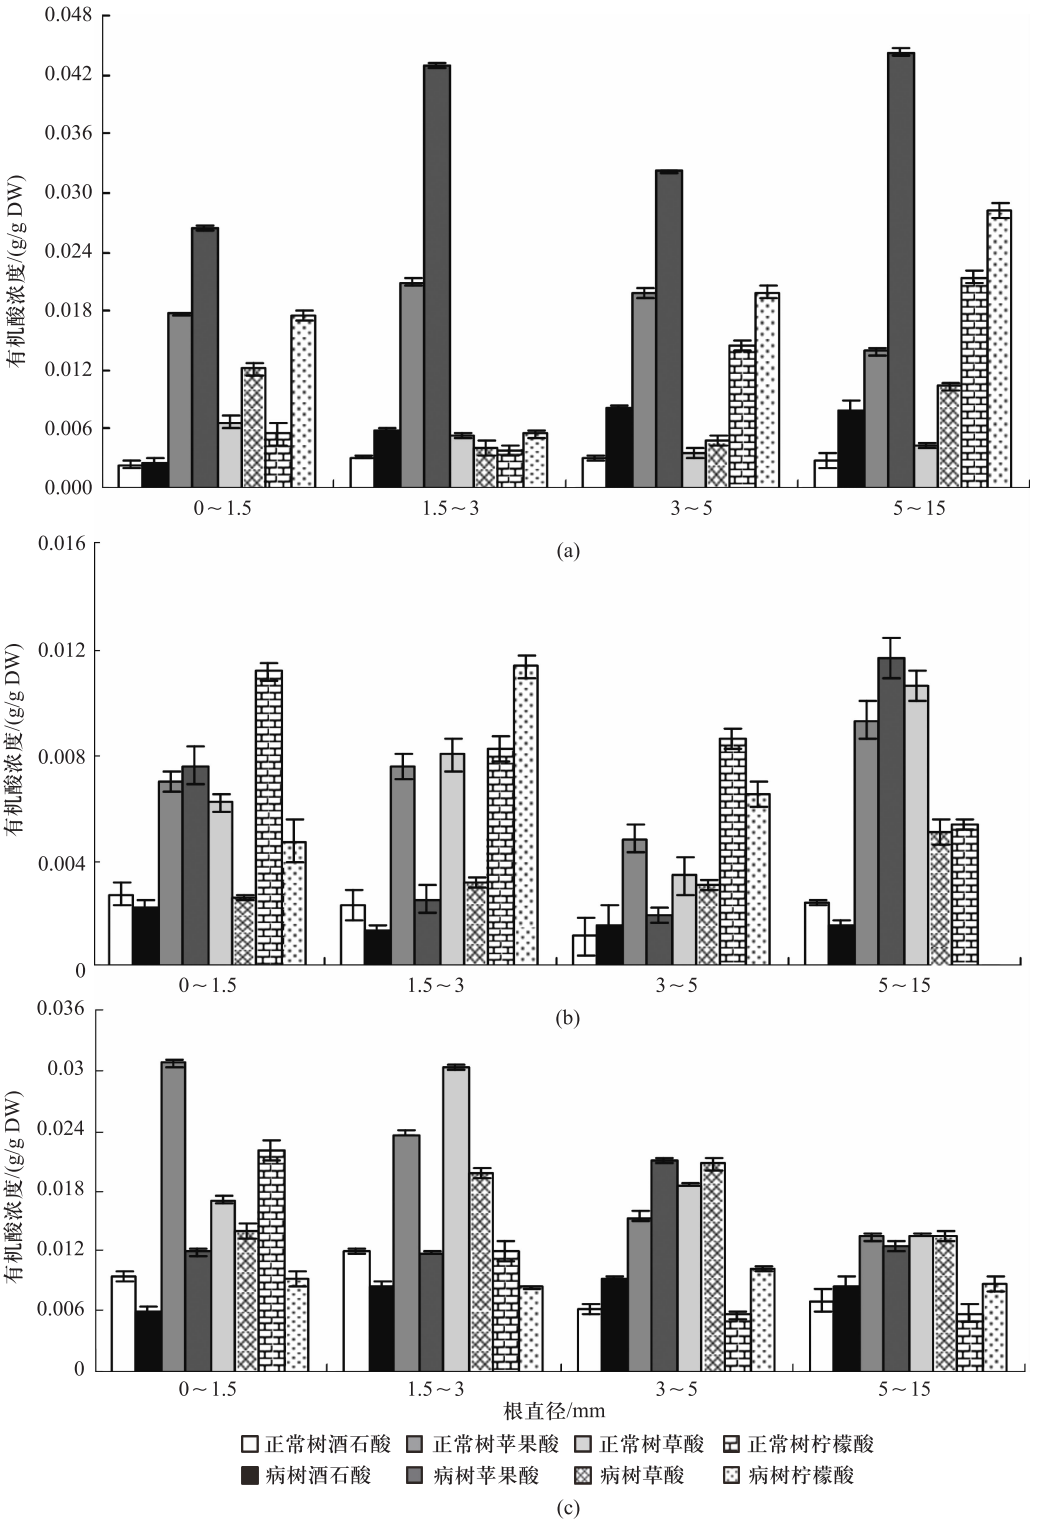 0.048
0.042
0.036
0.030
0.024
0.018
0.012
0.006
0.000
有机酸浓度/(g/g DW)
0～1.5 1.5～3 3～5 5～15
(a)
0.016
0.012
0.008
0.004
0
有机酸浓度/(g/g DW)
0～1.5 1.5～3 3～5 5～15
(b)
0.036
0.03
0.024
0.018
0.012
0.006
0
有机酸浓度/(g/g DW)
0～1.5 1.5～3 3～5 5～15
根直径/mm
正常树酒石酸 正常树苹果酸 正常树草酸 正常树柠檬酸
病树酒石酸 病树苹果酸 病树草酸 病树柠檬酸
(c)